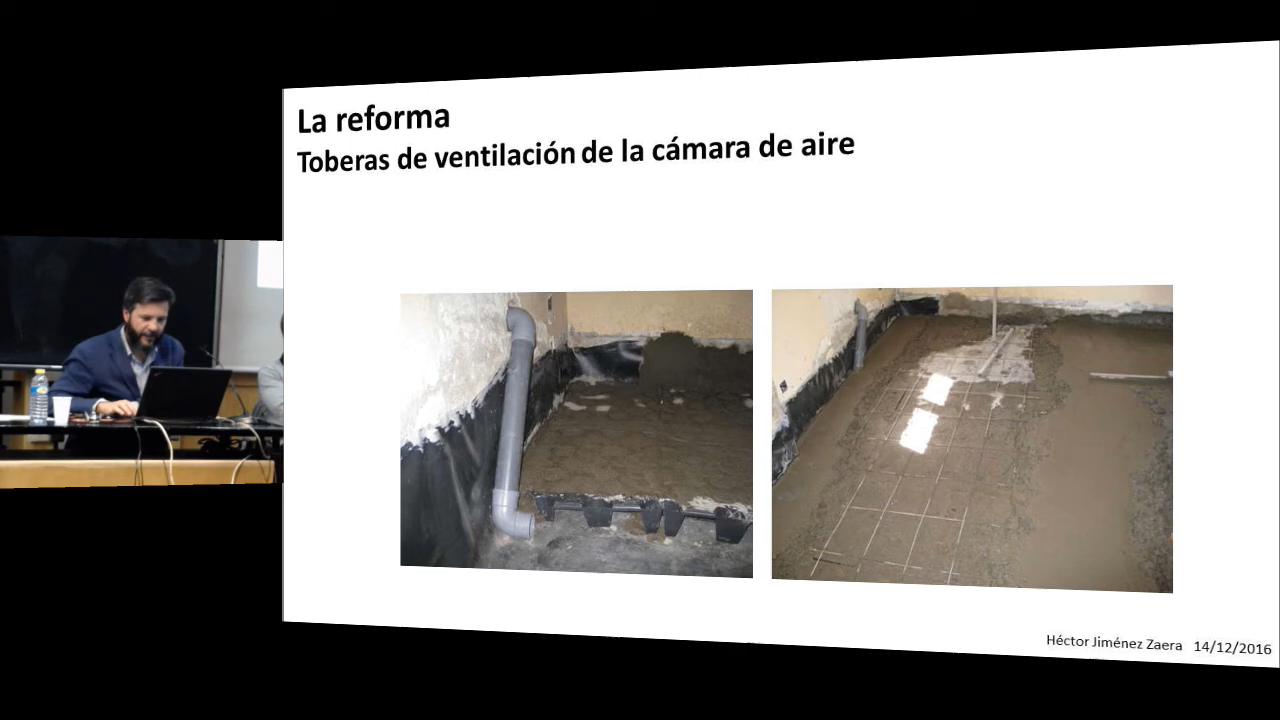 La reforma
Toberas de ventilación de la cámara de aire
Héctor Jiménez Zaera 14/12/2016